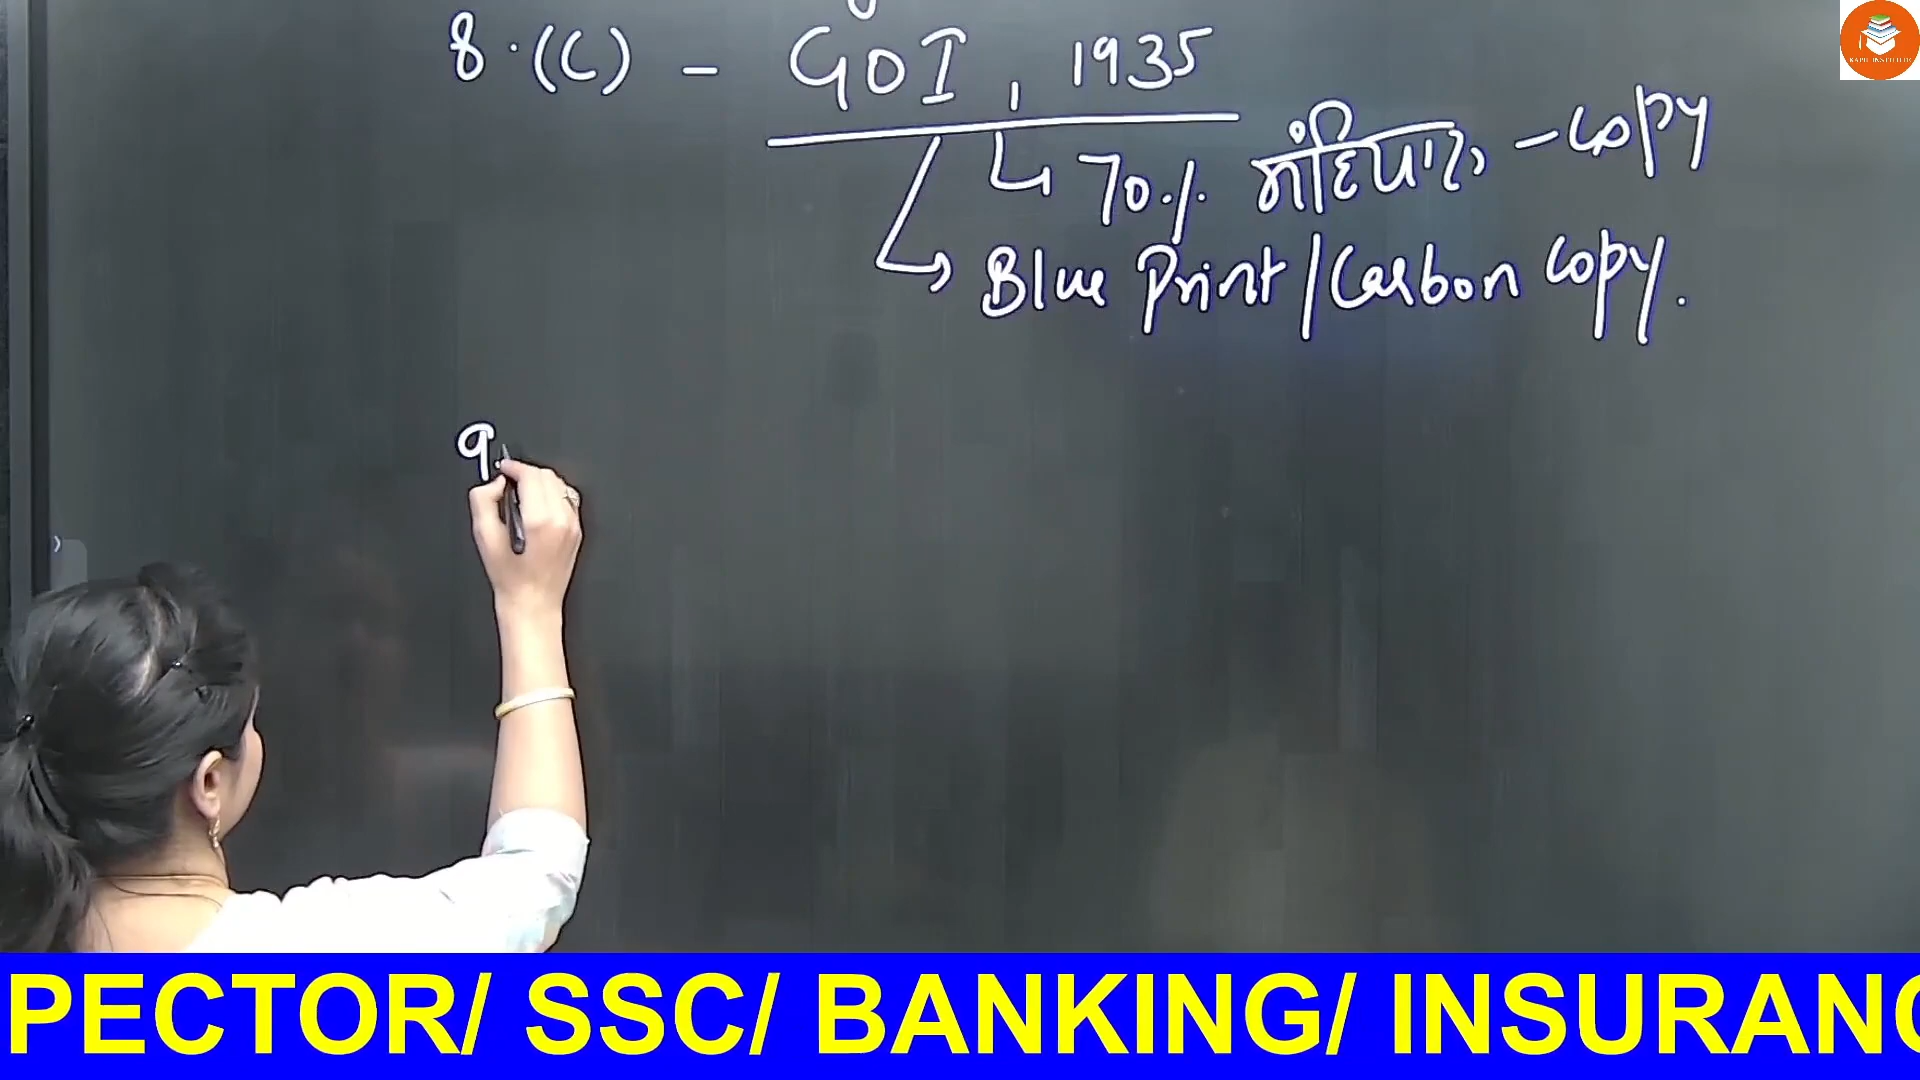 8. (C) - GOI, 1935
70% ਸੰਵਿਧਾਨ - Copy
Blue Print / Carbon Copy.
9.
PECTOR/ SSC/ BANKING/ INSURANC